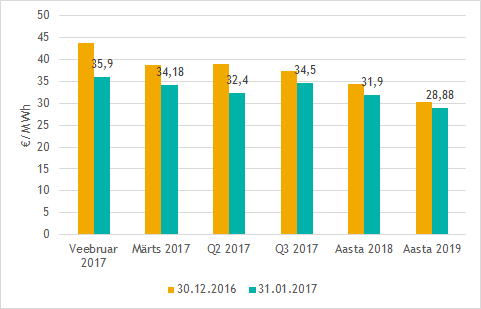 50
45
40
35
30
25
20
15
10
5
0
€/MWh
35,9
34,18
32,4
34,5
31,9
28,88
Veebruar
2017
Märts 2017
Q2 2017
Q3 2017
Aasta 2018
Aasta 2019
30.12.2016
31.01.2017